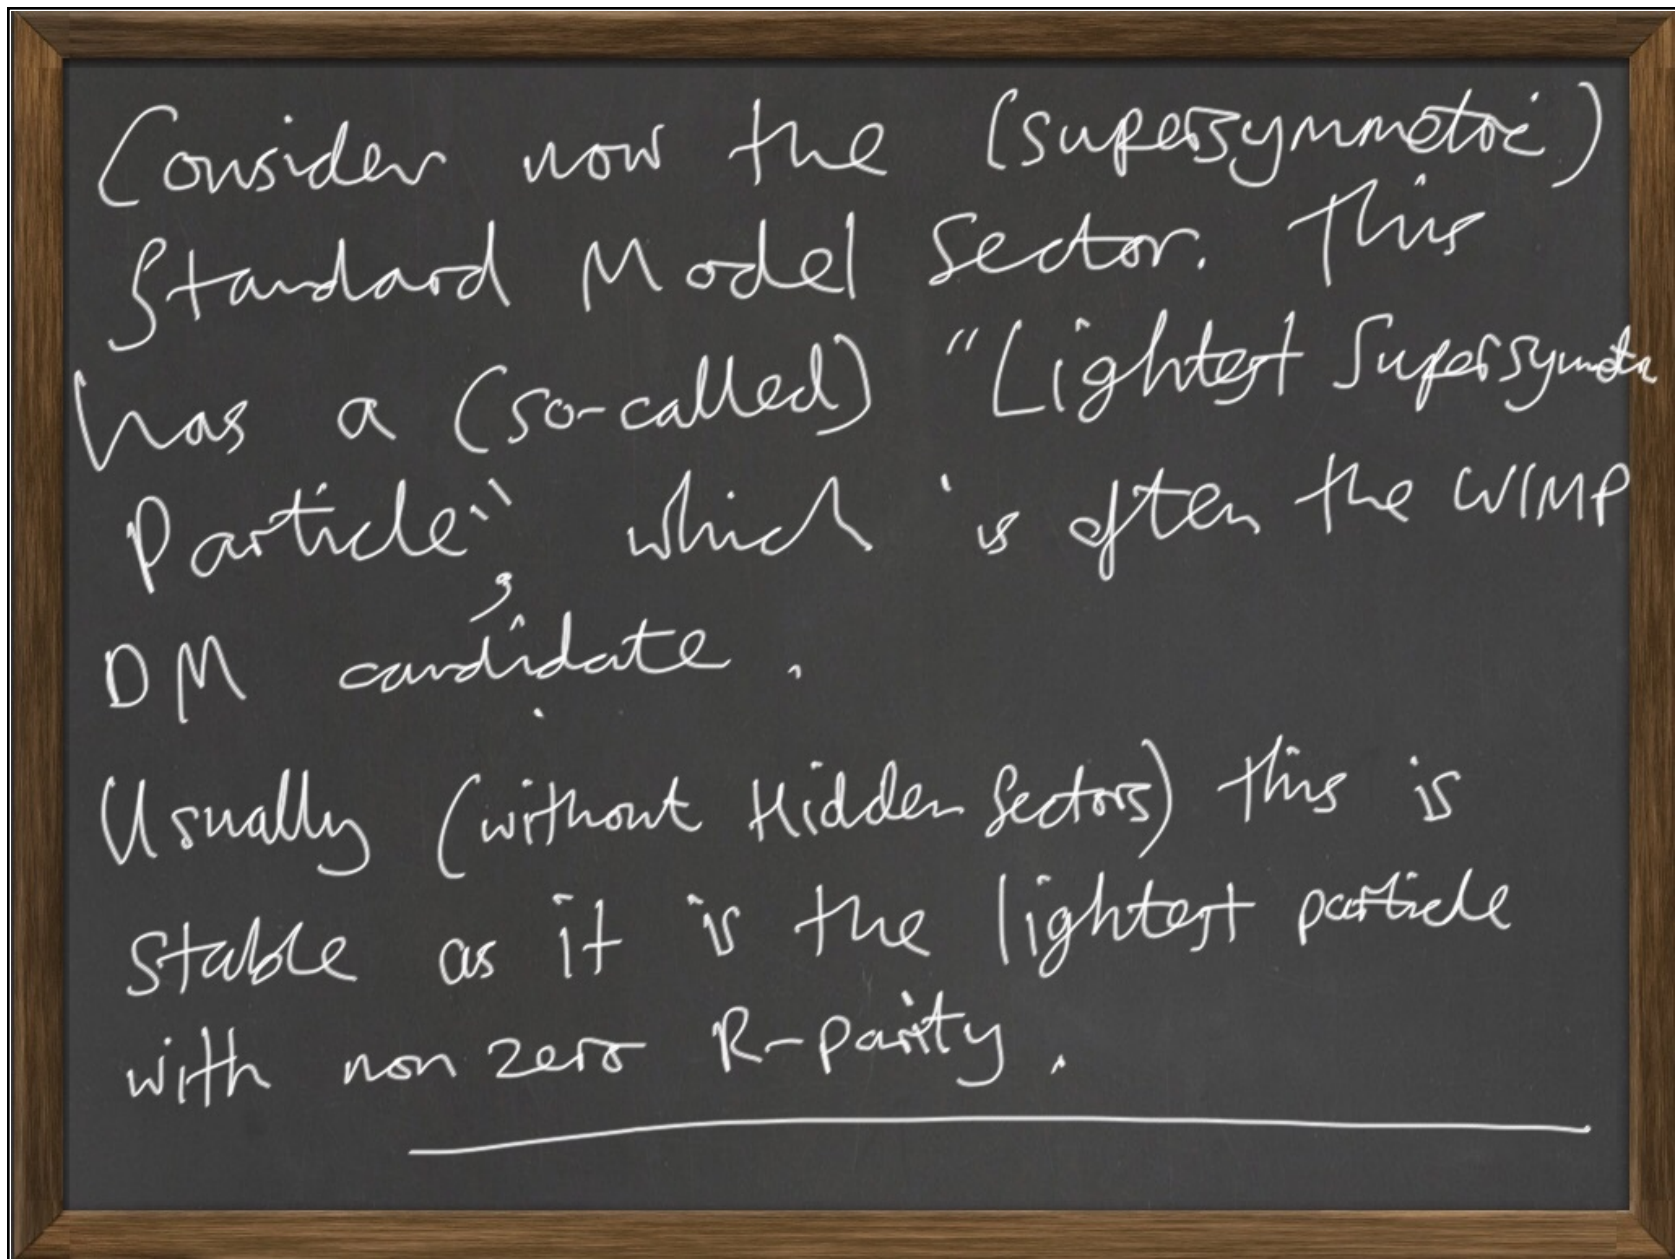 Consider now the (supersymmetric)
Standard Model Sector. This
has a (so-called) "Lightest Supersymmetric
Particle", which is often the WIMP
DM candidate.
Usually (without Hidden Sectors) this is
stable as it is the lightest particle
with non zero R-parity.